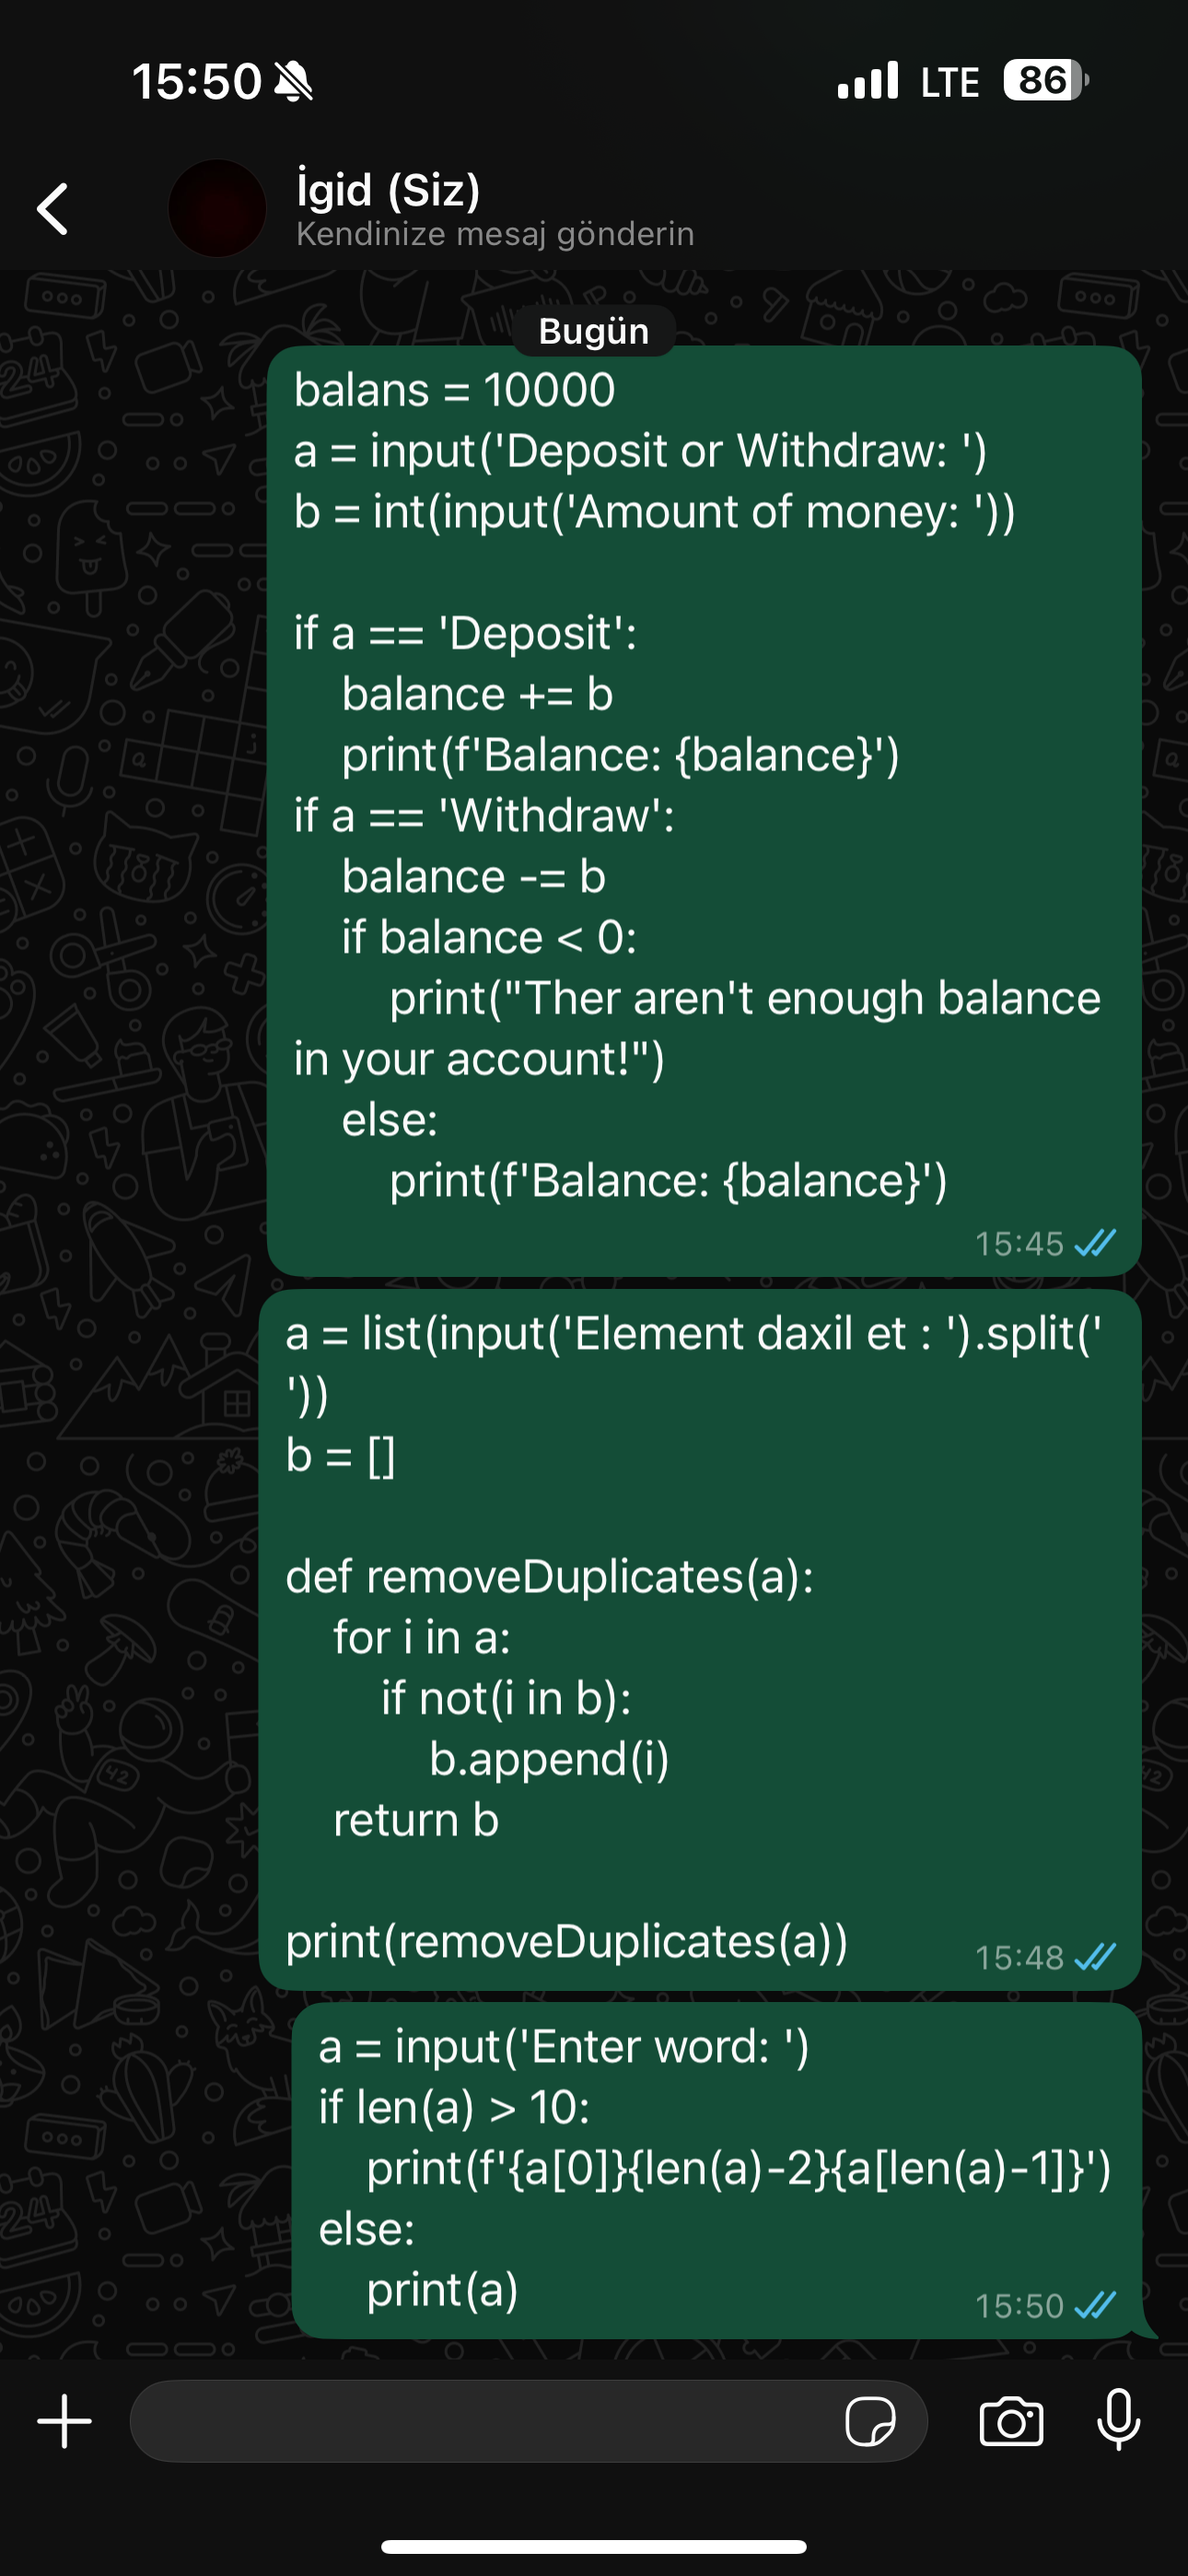 15:50
LTE 86
İgid (Siz)
Kendinize mesaj gönderin
Bugün
balans = 10000
a = input('Deposit or Withdraw: ')
b = int(input('Amount of money: '))
if a == 'Deposit':
balance += b
print(f'Balance: {balance}')
if a == 'Withdraw':
balance -= b
if balance < 0:
print("Ther aren't enough balance
in your account!")
else:
print(f'Balance: {balance}')
15:45
a = list(input('Element daxil et : ').split('
'))
b = []
def removeDuplicates(a):
for i in a:
if not(i in b):
b.append(i)
return b
print(removeDuplicates(a))
15:48
a = input('Enter word: ')
if len(a) > 10:
print(f'{a[0]}{len(a)-2}{a[len(a)-1]}')
else:
print(a)
15:50